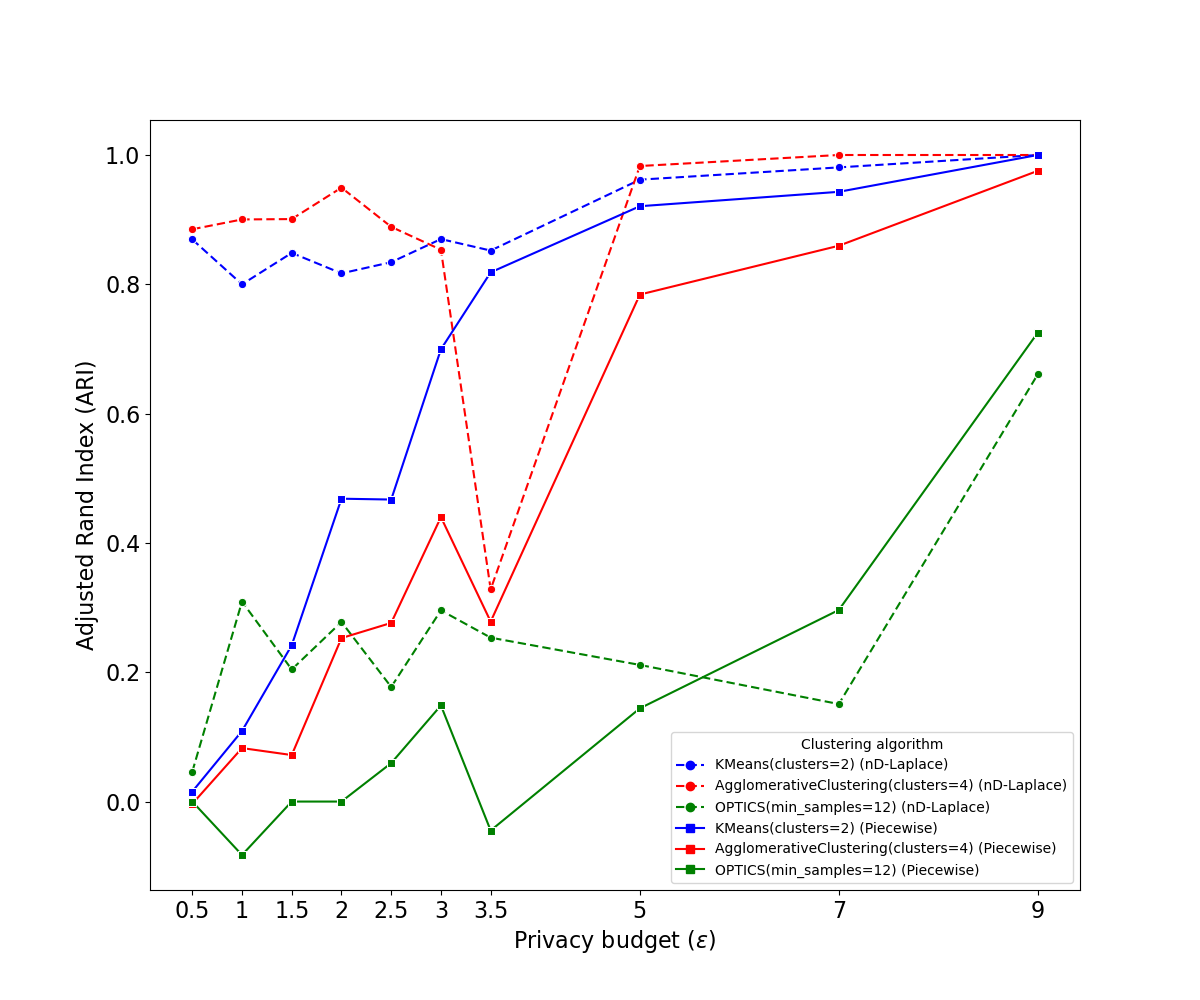 1.0
0.8
0.6
0.4
0.2
0.0
Adjusted Rand Index (ARI)
0.5 1 1.5 2 2.5 3 3.5 5 7 9
Privacy budget (ε)
Clustering algorithm
KMeans(clusters=2) (nD-Laplace)
AgglomerativeClustering(clusters=4) (nD-Laplace)
OPTICS(min_samples=12) (nD-Laplace)
KMeans(clusters=2) (Piecewise)
AgglomerativeClustering(clusters=4) (Piecewise)
OPTICS(min_samples=12) (Piecewise)